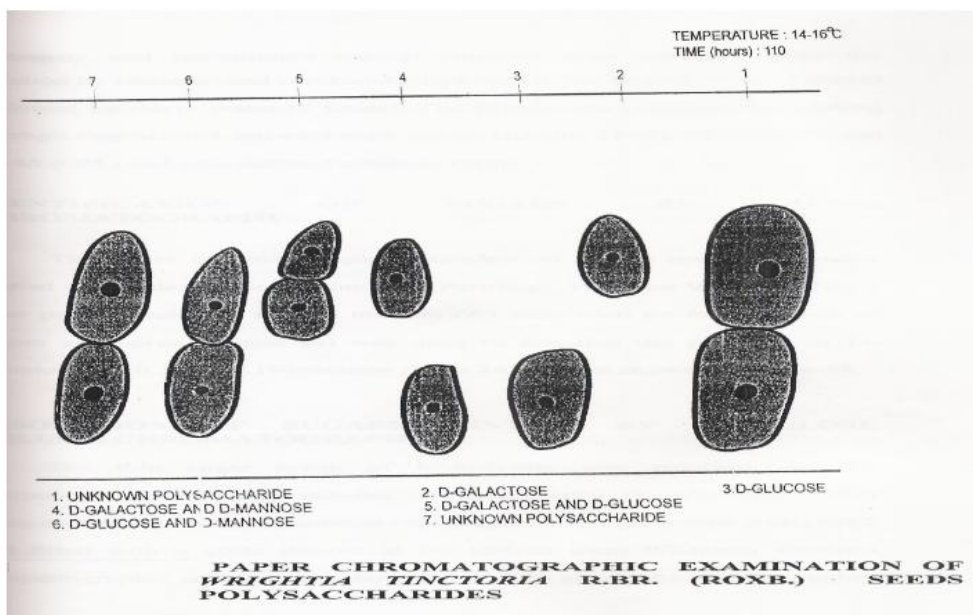 TEMPERATURE : 14-16°C
TIME (hours) : 110
7 6 5 4 3 2 1
1. UNKNOWN POLYSACCHARIDE 2. D-GALACTOSE 3.D-GLUCOSE
4. D-GALACTOSE AND D-MANNOSE 5. D-GALACTOSE AND D-GLUCOSE
6. D-GLUCOSE AND D-MANNOSE 7. UNKNOWN POLYSACCHARIDE
PAPER CHROMATOGRAPHIC EXAMINATION OF
WRIGHTIA TINCTORIA R.BR. (ROXB.) SEEDS
POLYSACCHARIDES